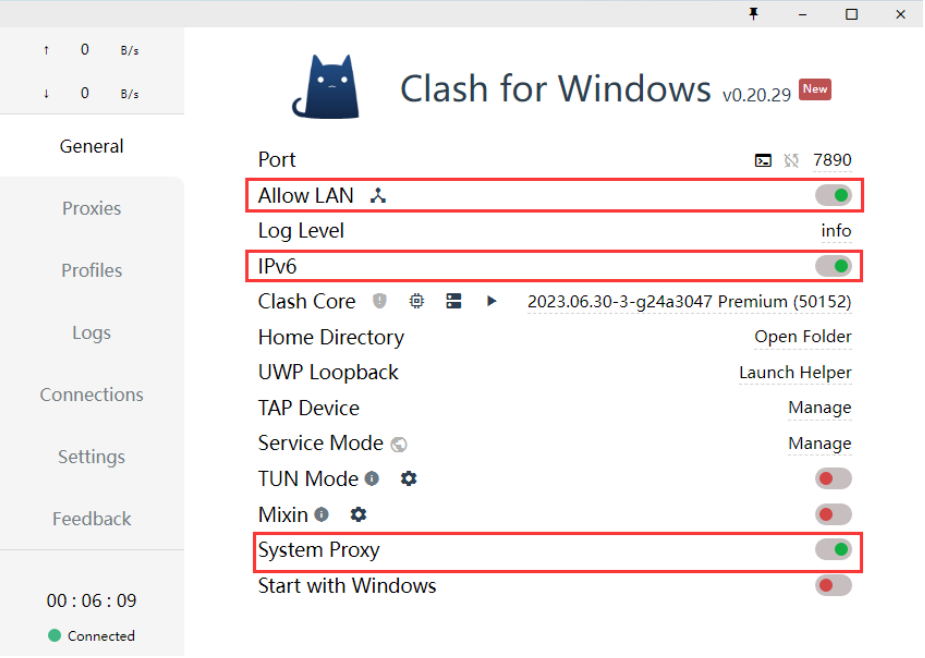 ↑ 0 B/s
↓ 0 B/s
General
Proxies
Profiles
Logs
Connections
Settings
Feedback
00 : 06 : 09
Connected
Clash for Windows v0.20.29 New
Port 7890
Allow LAN
Log Level info
IPv6
Clash Core 2023.06.30-3-g24a3047 Premium (50152)
Home Directory Open Folder
UWP Loopback Launch Helper
TAP Device Manage
Service Mode Manage
TUN Mode
Mixin
System Proxy
Start with Windows